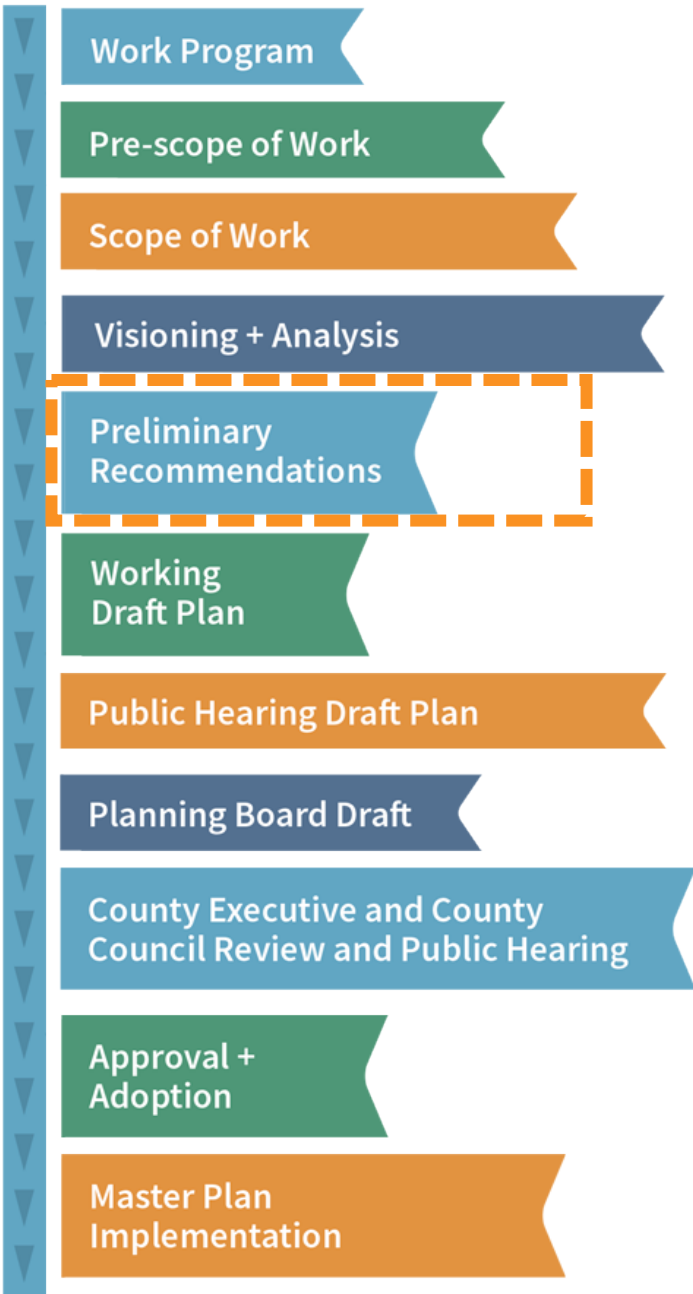 Work Program
Pre-scope of Work
Scope of Work
Visioning + Analysis
Preliminary
Recommendations
Working
Draft Plan
Public Hearing Draft Plan
Planning Board Draft
County Executive and County
Council Review and Public Hearing
Approval +
Adoption
Master Plan
Implementation